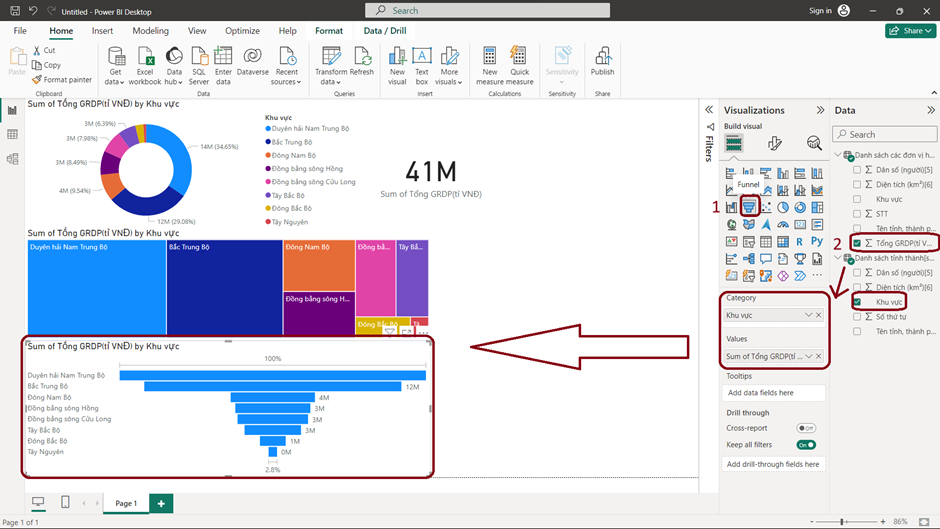 Untitled - Power BI Desktop
Search
Sign in
File Home Insert Modeling View Optimize Help Format Data / Drill
Share
Paste
Cut
Copy
Format painter
Clipboard
Get data
Excel workbook
Data hub
SQL Server
Enter data
Dataverse
Recent sources
Data
Transform data
Refresh
Queries
New visual
Text box
More visuals
Insert
New measure
Quick measure
Calculations
Sensitivity
Sensitivity
Publish
Share
Sum of Tổng GRDP(tỉ VNĐ) by Khu vực
3M (6.39%)
3M (7.98%)
3M (8.49%)
4M (9.54%)
14M (34.65%)
12M (29.08%)
Khu vực
Duyên hải Nam Trung Bộ
Bắc Trung Bộ
Đông Nam Bộ
Đồng bằng sông Hồng
Đồng bằng sông Cửu Long
Tây Bắc Bộ
Đông Bắc Bộ
Tây Nguyên
41M
Sum of Tổng GRDP(tỉ VNĐ)
Sum of Tổng GRDP(tỉ VNĐ) by Khu vực
Duyên hải Nam Trung Bộ
Bắc Trung Bộ
Đông Nam Bộ
Đồng bằng sông H...
Đồng bằ...
Tây Bắ...
Đông Bắc Bộ
Sum of Tổng GRDP(tỉ VNĐ) by Khu vực
100%
Duyên hải Nam Trung Bộ
Bắc Trung Bộ 12M
Đông Nam Bộ 4M
Đồng bằng sông Hồng 3M
Đồng bằng sông Cửu Long 3M
Tây Bắc Bộ 3M
Đông Bắc Bộ 1M
Tây Nguyên 0M
2.8%
Filters
Visualizations
Build visual
Funnel
1
R Py
Category
Khu vực
Values
Sum of Tổng GRDP(tỉ ...
Tooltips
Add data fields here
Drill through
Cross-report Off
Keep all filters On
Add drill-through fields here
Data
Search
Danh sách các đơn vị h...
Dân số (người)[5]
Diện tích (km²)[6]
Khu vực
STT
Tên tỉnh, thành p...
2
Tổng GRDP(tỉ V...
Danh sách tỉnh thành[s...
Dân số (người)[6]
Diện tích (km²)[6]
Khu vực
Số thứ tự
Tên tỉnh, thành p...
Page 1
Page 1 of 1
86%